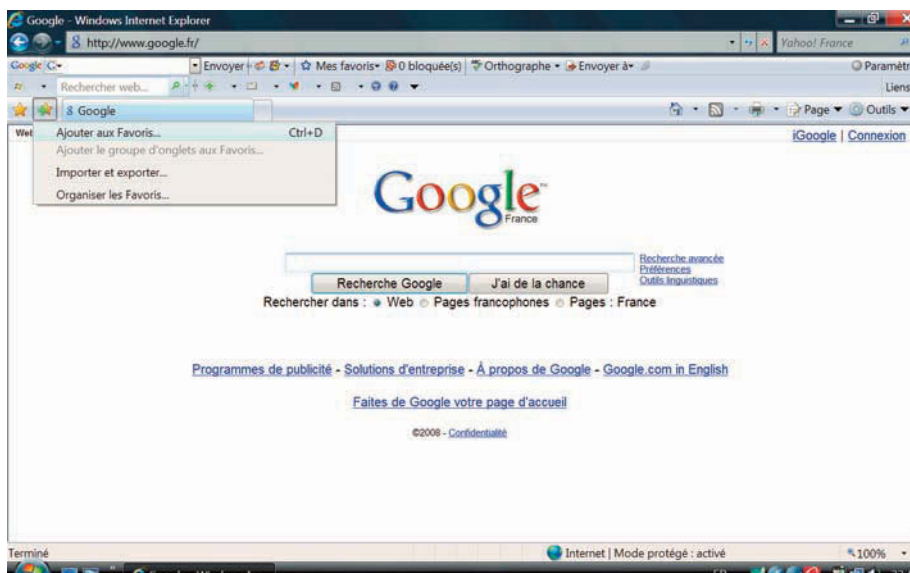 Google - Windows Internet Explorer
http://www.google.fr/
Yahoo! France
Google
Envoyer
Mes favoris
0 bloquée(s)
Orthographe
Envoyer à
Rechercher web...
Liens
Google
Page
Outils
Ajouter aux Favoris... Ctrl+D
Ajouter le groupe d'onglets aux Favoris...
Importer et exporter...
Organiser les Favoris...
iGoogle | Connexion
Google™
France
Recherche avancée
Préférences
Outils linguistiques
Recherche Google
J'ai de la chance
Rechercher dans : Web Pages francophones Pages : France
Programmes de publicité - Solutions d'entreprise - À propos de Google - Google.com in English
Faites de Google votre page d'accueil
©2008 - Confidentialité
Terminé
Internet | Mode protégé : activé
100%